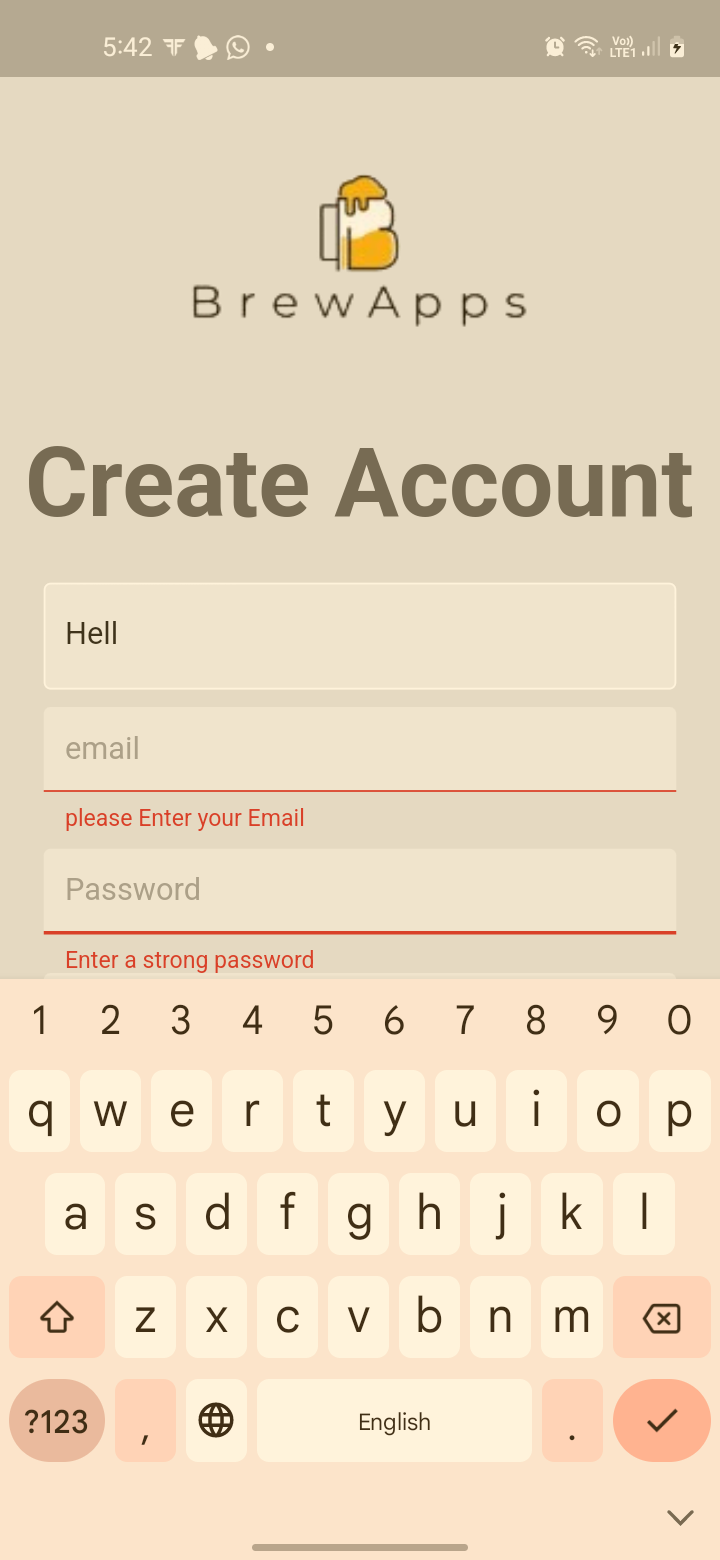 5:42
Vo))
LTE1
BrewApps
Create Account
Hell
email
please Enter your Email
Password
Enter a strong password
1 2 3 4 5 6 7 8 9 0
q w e r t y u i o p
a s d f g h j k l
z x c v b n m
?123 , English .